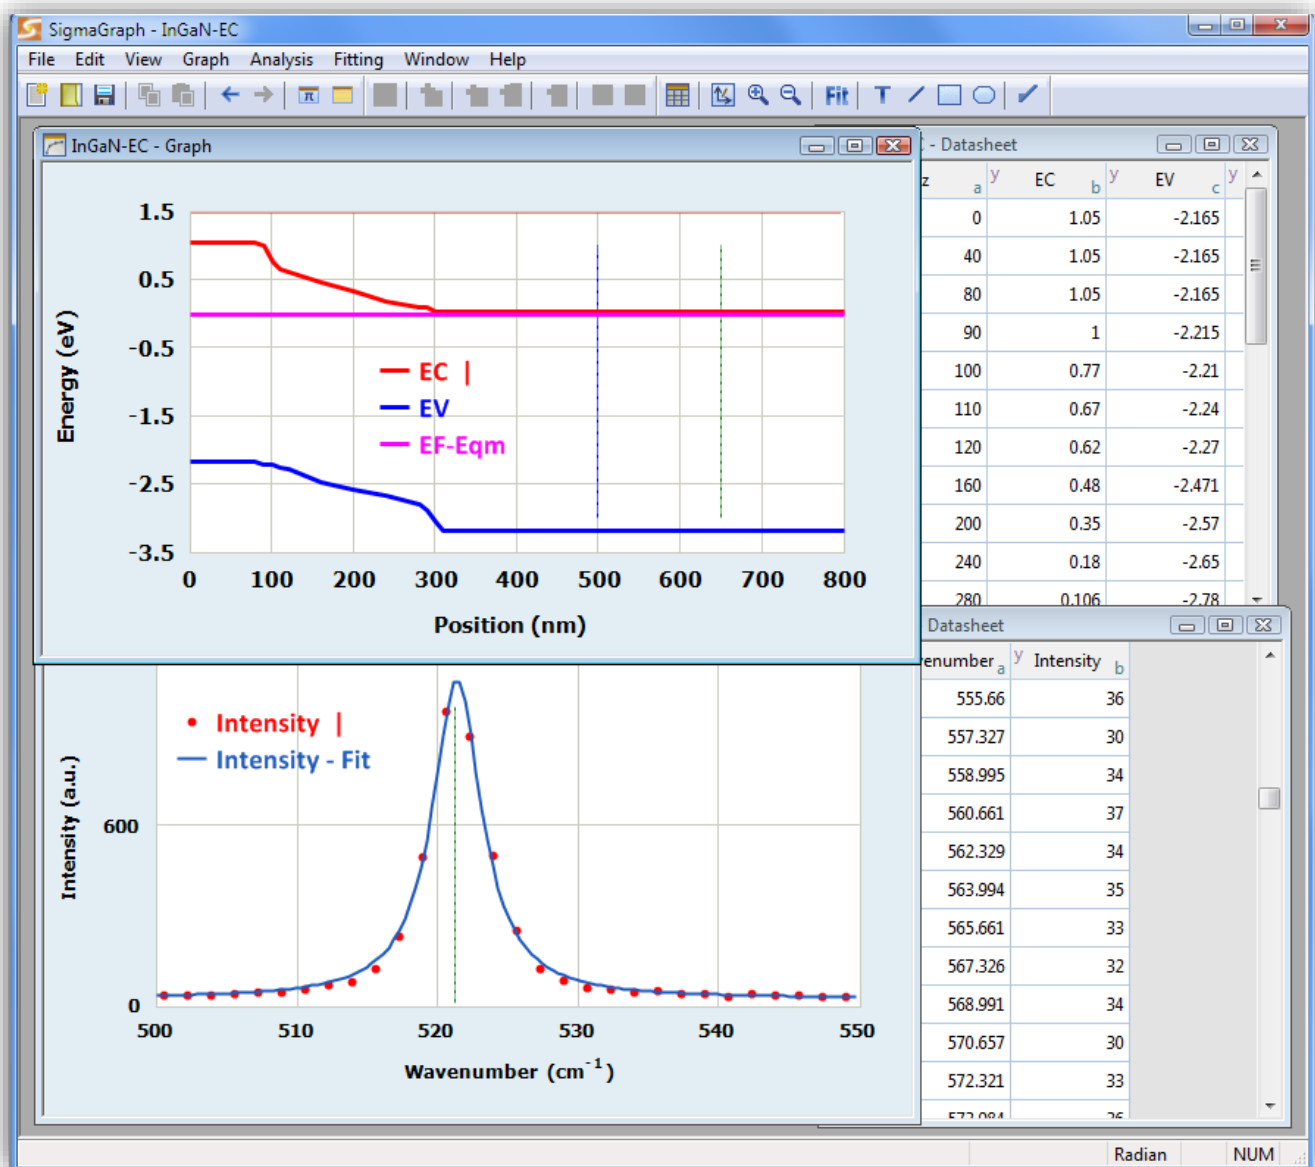 SigmaGraph - InGaN-EC
File Edit View Graph Analysis Fitting Window Help
π Fit T
InGaN-EC - Graph
1.5
0.5
-0.5
-1.5
-2.5
-3.5
Energy (eV)
EC |
EV
EF-Eqm
0 100 200 300 400 500 600 700 800
Position (nm)
- Datasheet
z a y EC b y EV c y
0 1.05 -2.165
40 1.05 -2.165
80 1.05 -2.165
90 1 -2.215
100 0.77 -2.21
110 0.67 -2.24
120 0.62 -2.27
160 0.48 -2.471
200 0.35 -2.57
240 0.18 -2.65
280 0.106 -2.78
Intensity (a.u.)
600
0
Intensity |
Intensity - Fit
500 510 520 530 540 550
Wavenumber (cm⁻¹)
Datasheet
enumber a y Intensity b
555.66 36
557.327 30
558.995 34
560.661 37
562.329 34
563.994 35
565.661 33
567.326 32
568.991 34
570.657 30
572.321 33
Radian NUM